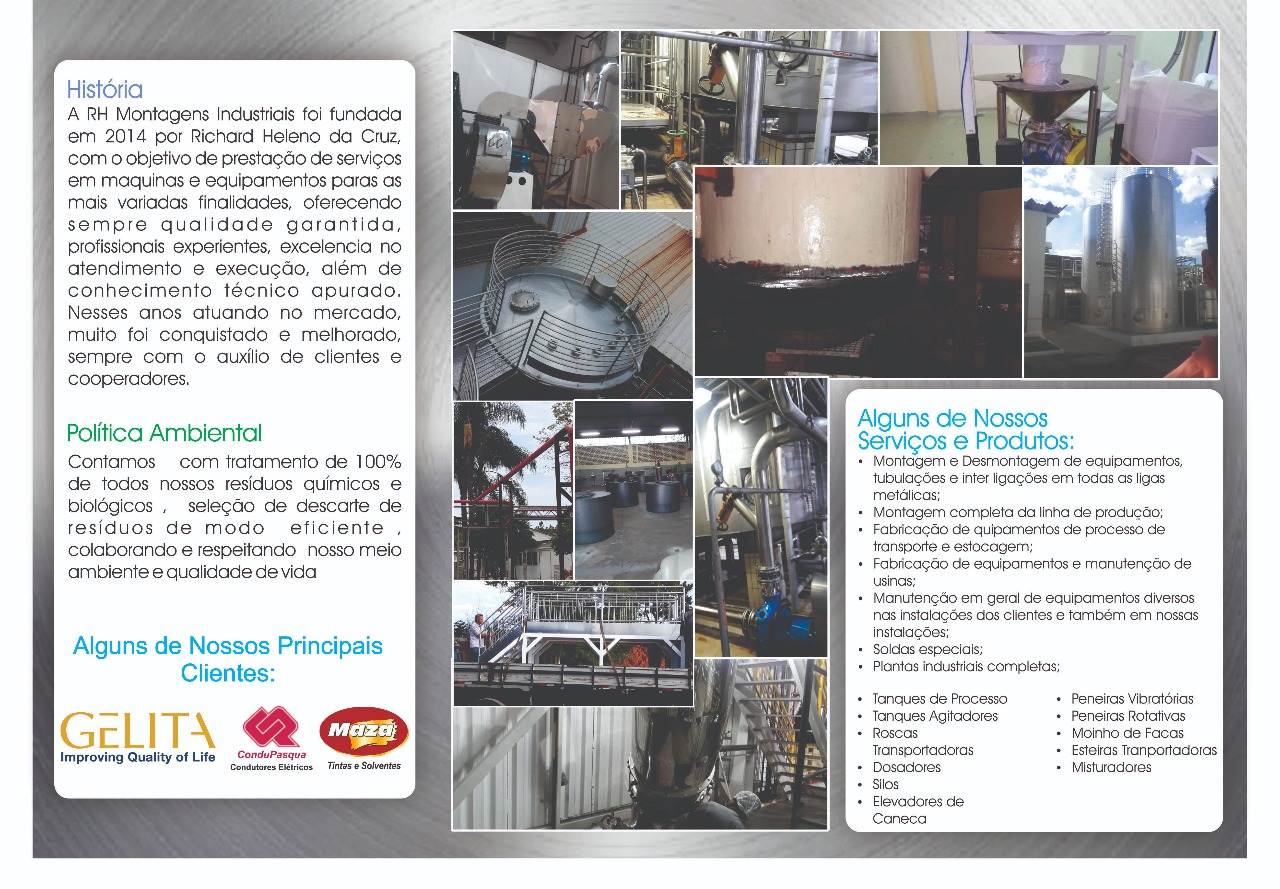 História
A RH Montagens Industriais foi fundada
em 2014 por Richard Heleno da Cruz,
com o objetivo de prestação de serviços
em maquinas e equipamentos paras as
mais variadas finalidades, oferecendo
sempre qualidade garantida,
profissionais experientes, excelencia no
atendimento e execução, além de
conhecimento técnico apurado.
Nesses anos atuando no mercado,
muito foi conquistado e melhorado,
sempre com o auxílio de clientes e
cooperadores.
Política Ambiental
Contamos com tratamento de 100%
de todos nossos resíduos químicos e
biológicos , seleção de descarte de
resíduos de modo eficiente ,
colaborando e respeitando nosso meio
ambiente e qualidade de vida
Alguns de Nossos Principais
Clientes:
GELITA
Improving Quality of Life
ConduPasqua
Condutores Elétricos
Maza
Tintas e Solventes
Alguns de Nossos
Serviços e Produtos:
• Montagem e Desmontagem de equipamentos,
tubulações e inter ligações em todas as ligas
metálicas;
• Montagem completa da linha de produção;
• Fabricação de quipamentos de processo de
transporte e estocagem;
• Fabricação de equipamentos e manutenção de
usinas;
• Manutenção em geral de equipamentos diversos
nas instalações dos clientes e também em nossas
instalações;
• Soldas especiais;
• Plantas industriais completas;
• Tanques de Processo
• Tanques Agitadores
• Roscas
Transportadoras
• Dosadores
• Silos
• Elevadores de
Caneca
• Peneiras Vibratórias
• Peneiras Rotativas
• Moinho de Facas
• Esteiras Tranportadoras
• Misturadores